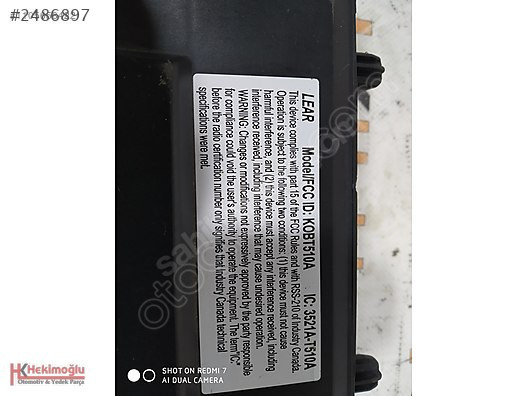 #2486897
LEAR Model/FCC ID: KOBT510A IC: 3521A-T510A
This device complies with part 15 of the FCC Rules and with RSS-210 of Industry Canada.
Operation is subject to the following two conditions: (1) this device must not cause
harmful interference, and (2) this device must accept any interference received, including
interference received, including interference that may cause undesired operation.
WARNING: Changes or modifications not expressively approved by the party responsible
for compliance could void the user's authority to operate the equipment. The term"IC:"
before the radio certification number only signifies that Industry Canada technical
specifications were met.
SHOT ON REDMI 7
AI DUAL CAMERA
HK Hekimoğlu
Otomotiv & Yedek Parça